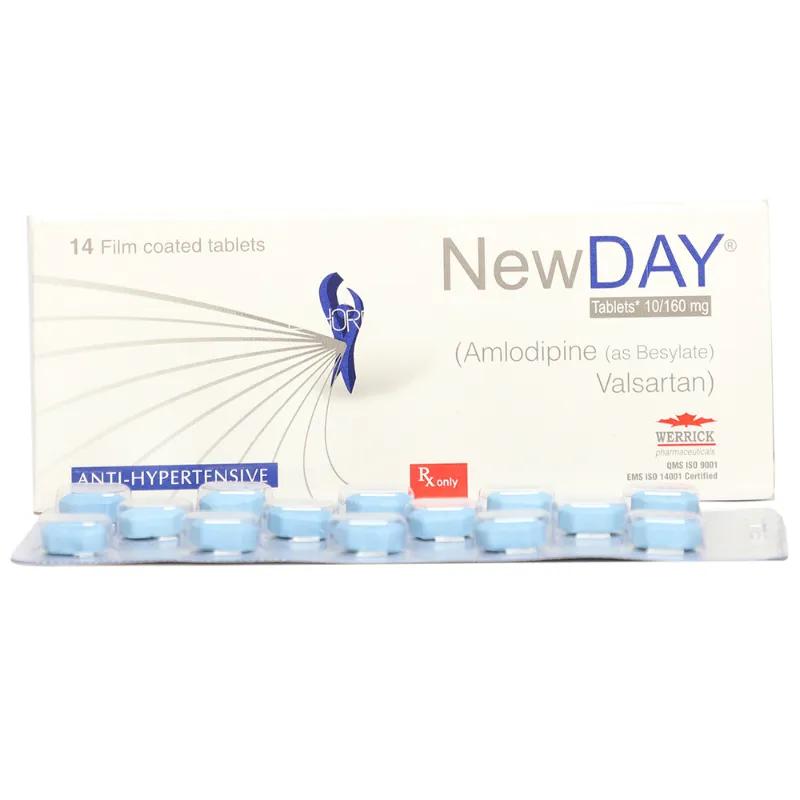 14 Film coated tablets
NewDAY®
Tablets* 10/160 mg
(Amlodipine (as Besylate)
Valsartan)
WERRICK
pharmaceuticals
QMS ISO 9001
EMS ISO 14001 Certified
ANTI-HYPERTENSIVE
Rx only